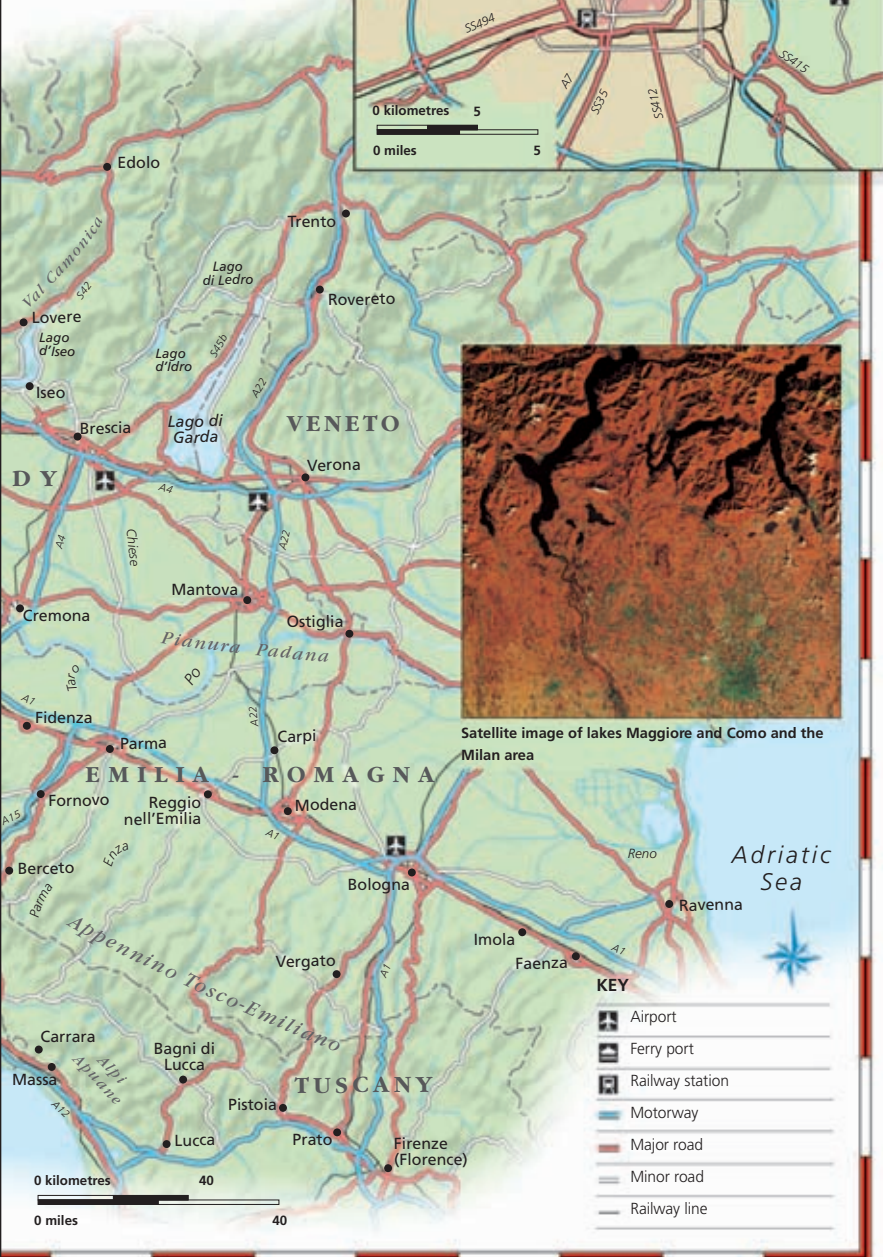 SS494
A7
SS35
SS412
SS415
0 kilometres 5
0 miles 5
Edolo
Trento
Val Camonica
S42
Lago
di Ledro
Rovereto
Lovere
Lago
d'Iseo
Lago
d'Idro
S45b
A22
Iseo
Lago di
Garda
VENETO
Brescia
Verona
DY
A4
A4
Chiese
A22
Mantova
Cremona
Ostiglia
Pianura Padana
Taro
Po
A1
A22
Fidenza
Carpi
Parma
EMILIA - ROMAGNA
Satellite image of lakes Maggiore and Como and the
Milan area
Fornovo
Reggio
nell'Emilia
Modena
A15
A1
Enza
Berceto
Parma
Bologna
Reno
Adriatic
Sea
Ravenna
Imola
A1
Faenza
Appennino Tosco-Emiliano
Vergato
A1
KEY
Airport
Ferry port
Railway station
Motorway
Major road
Minor road
Railway line
Carrara
Massa
Alpi
Apuane
Bagni di
Lucca
TUSCANY
A12
Pistoia
Lucca
Prato
Firenze
(Florence)
0 kilometres 40
0 miles 40